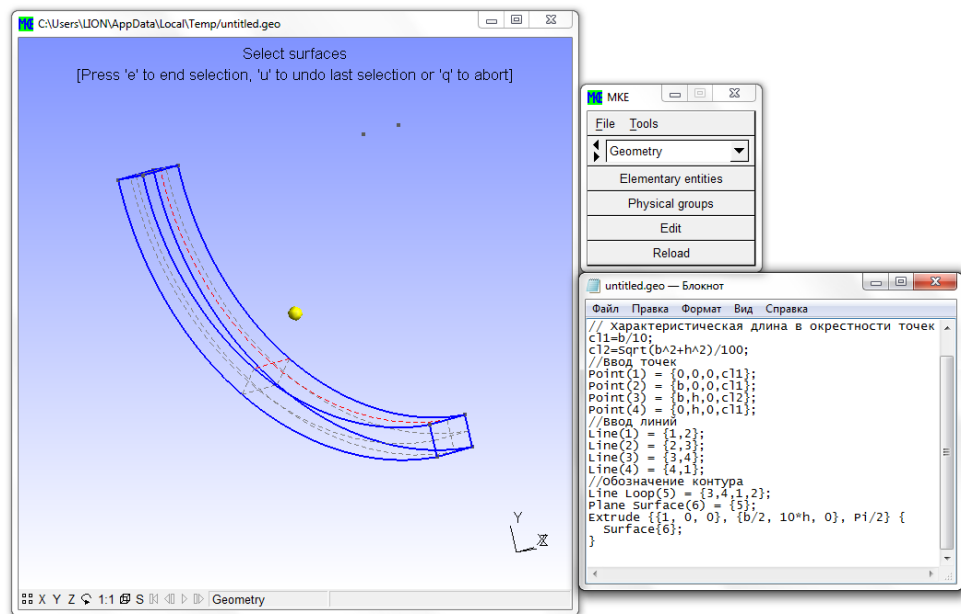 C:\Users\LION\AppData\Local\Temp/untitled.geo
Select surfaces
[Press 'e' to end selection, 'u' to undo last selection or 'q' to abort]
Y
X
Z
X Y Z 1:1 S Geometry
MKE
File Tools
Geometry
Elementary entities
Physical groups
Edit
Reload
untitled.geo — Блокнот
Файл Правка Формат Вид Справка
// Характеристическая длина в окрестности точек
cl1=b/10;
cl2=Sqrt(b^2+h^2)/100;
//Ввод точек
Point(1) = {0,0,0,cl1};
Point(2) = {b,0,0,cl1};
Point(3) = {b,h,0,cl2};
Point(4) = {0,h,0,cl1};
//Ввод линий
Line(1) = {1,2};
Line(2) = {2,3};
Line(3) = {3,4};
Line(4) = {4,1};
//Обозначение контура
Line Loop(5) = {3,4,1,2};
Plane Surface(6) = {5};
Extrude {{1, 0, 0}, {b/2, 10*h, 0}, Pi/2} {
Surface{6};
}